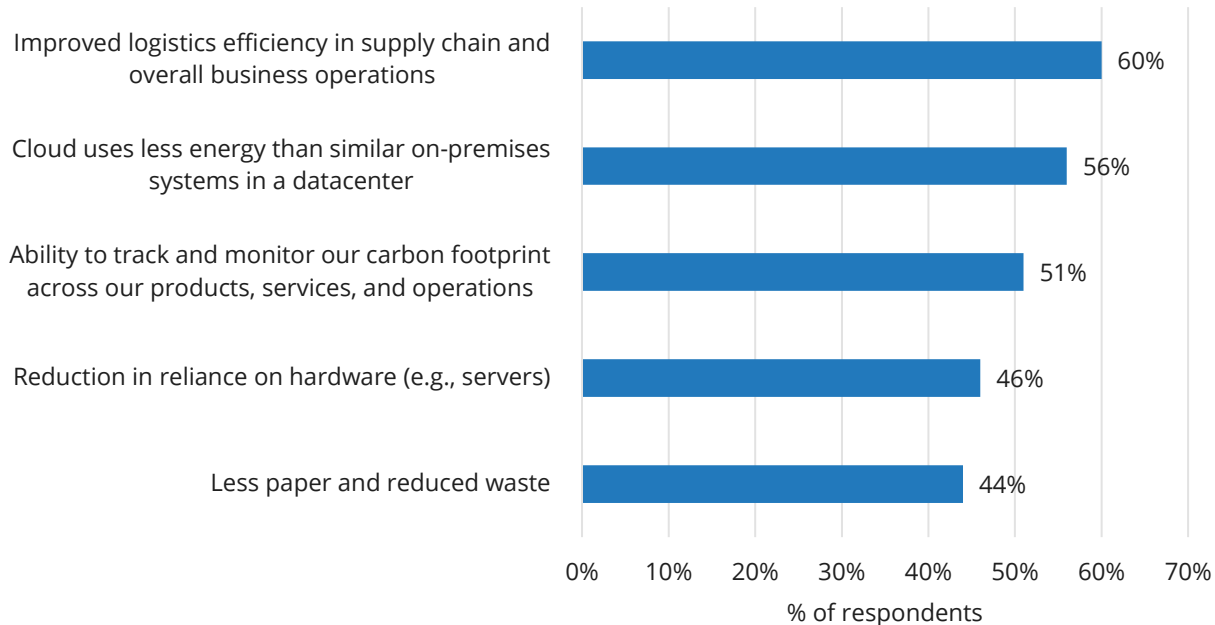 Improved logistics efficiency in supply chain and
overall business operations
60%
Cloud uses less energy than similar on-premises
systems in a datacenter
56%
Ability to track and monitor our carbon footprint
across our products, services, and operations
51%
Reduction in reliance on hardware (e.g., servers)
46%
Less paper and reduced waste
44%
0% 10% 20% 30% 40% 50% 60% 70%
% of respondents